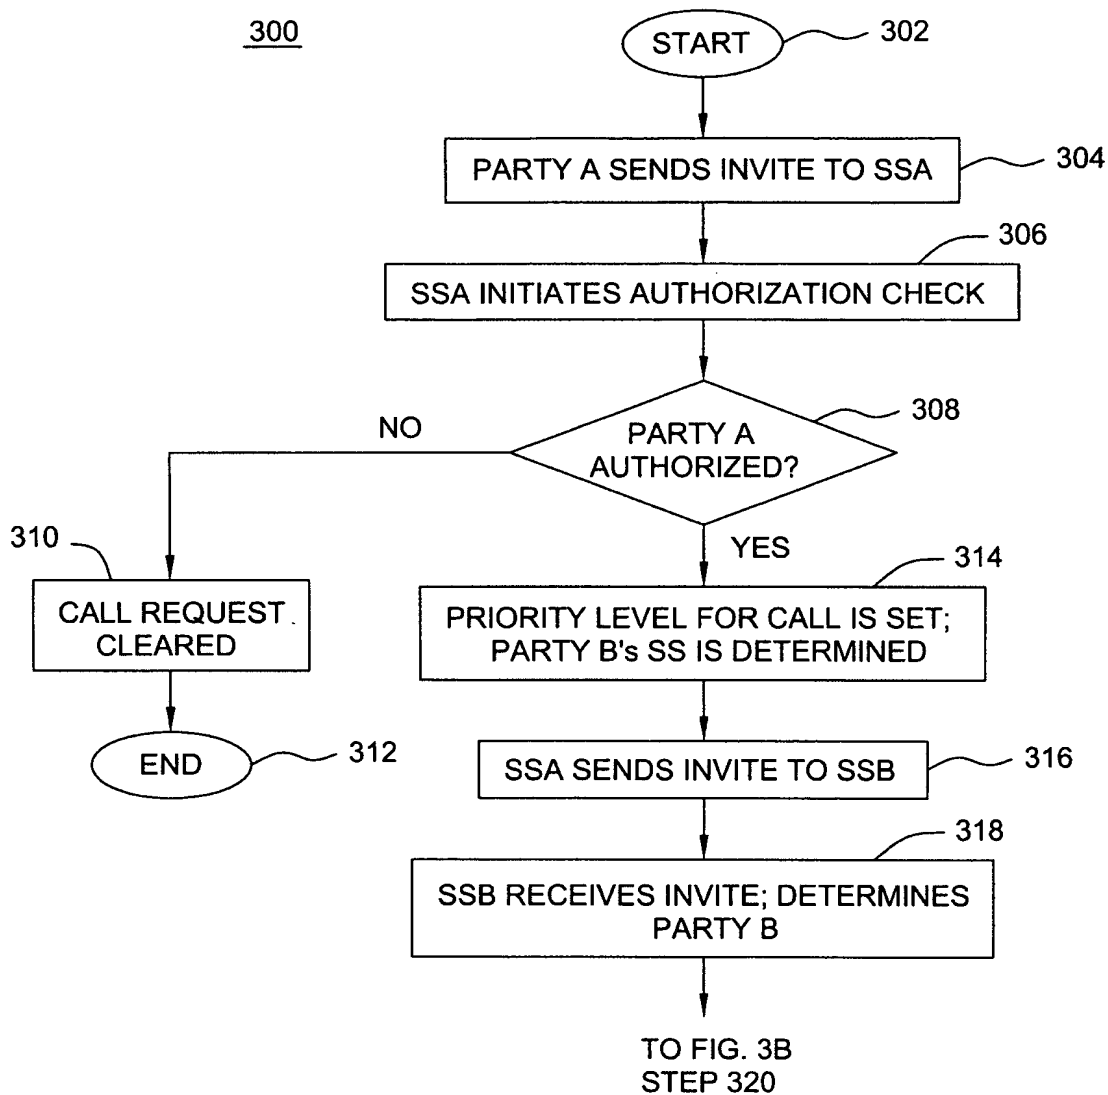 300
START
302
PARTY A SENDS INVITE TO SSA
304
306
SSA INITIATES AUTHORIZATION CHECK
308
NO
PARTY A
AUTHORIZED?
310
YES
314
CALL REQUEST
CLEARED
PRIORITY LEVEL FOR CALL IS SET;
PARTY B's SS IS DETERMINED
END
312
SSA SENDS INVITE TO SSB
316
318
SSB RECEIVES INVITE; DETERMINES
PARTY B
TO FIG. 3B
STEP 320